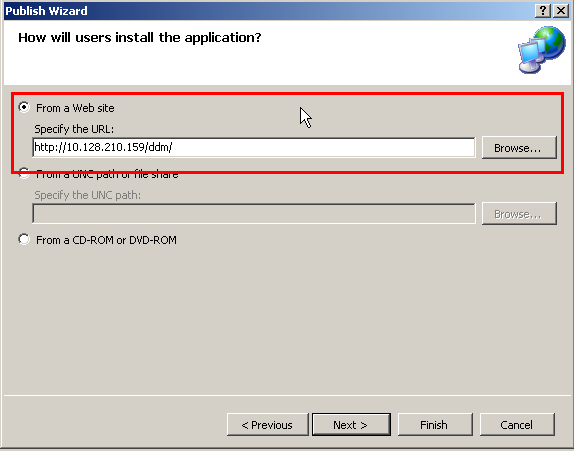 Publish Wizard
How will users install the application?
From a Web site
Specify the URL:
http://10.128.210.159/ddm/
Browse...
From a UNC path or file share
Specify the UNC path:
Browse...
From a CD-ROM or DVD-ROM
< Previous
Next >
Finish
Cancel